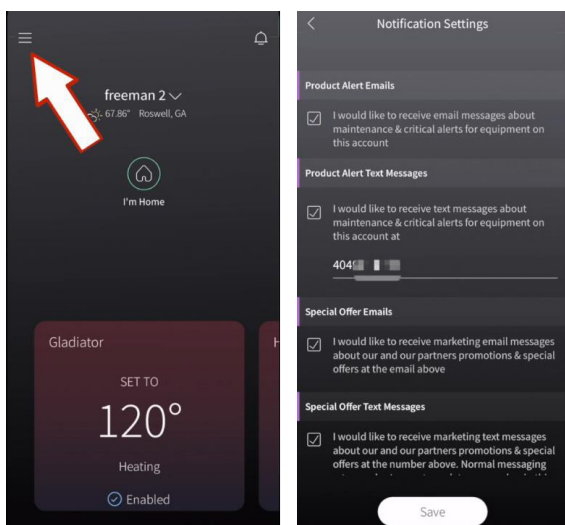 freeman 2
67.86° Roswell, GA
I'm Home
Gladiator
H
SET TO
120°
Heating
Enabled
Notification Settings
Product Alert Emails
I would like to receive email messages about
maintenance & critical alerts for equipment on
this account
Product Alert Text Messages
I would like to receive text messages about
maintenance & critical alerts for equipment on
this account at
404
Special Offer Emails
I would like to receive marketing email messages
about our and our partners promotions & special
offers at the email above
Special Offer Text Messages
I would like to receive marketing text messages
about our and our partners promotions & special
offers at the number above. Normal messaging
Save